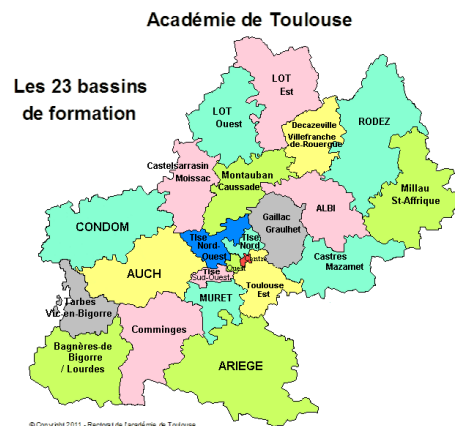 Académie de Toulouse
Les 23 bassins
de formation
LOT
Est
LOT
Ouest
Decazeville
Villefranche
de-Rouergue
RODEZ
Castelsarrasin
Moissac
Montauban
Caussade
Millau
St-Affrique
CONDOM
Gaillac
Graulhet
ALBI
Tlse
Nord-
Ouest
Tlse
Nord
Castres
Mazamet
AUCH
Tlse
Sud-Ouest
Ouest
Toulouse
Est
Tarbes
Vic-en-Bigorre
MURET
Comminges
Bagnères-de
Bigorre
/ Lourdes
ARIEGE
© Copyright 2011 - Rectorat de l'académie de Toulouse